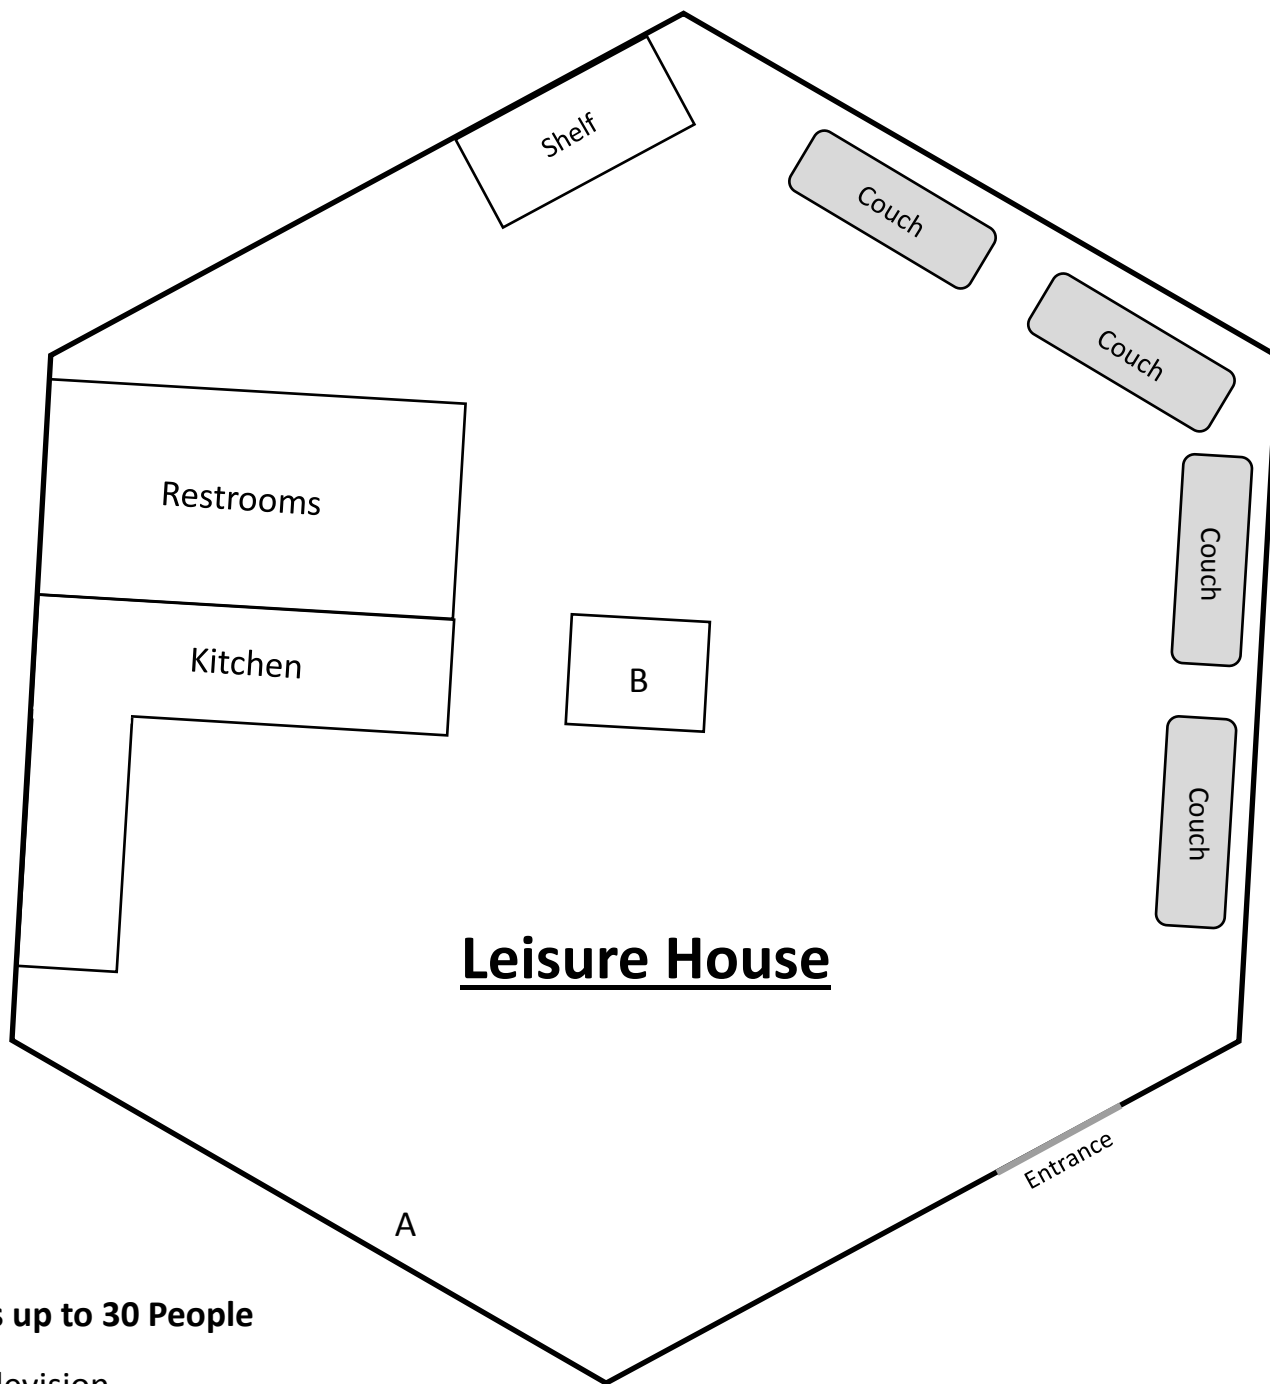 Shelf
Couch
Couch
Restrooms
Couch
Kitchen
B
Couch
Leisure House
Entrance
A
up to 30 People